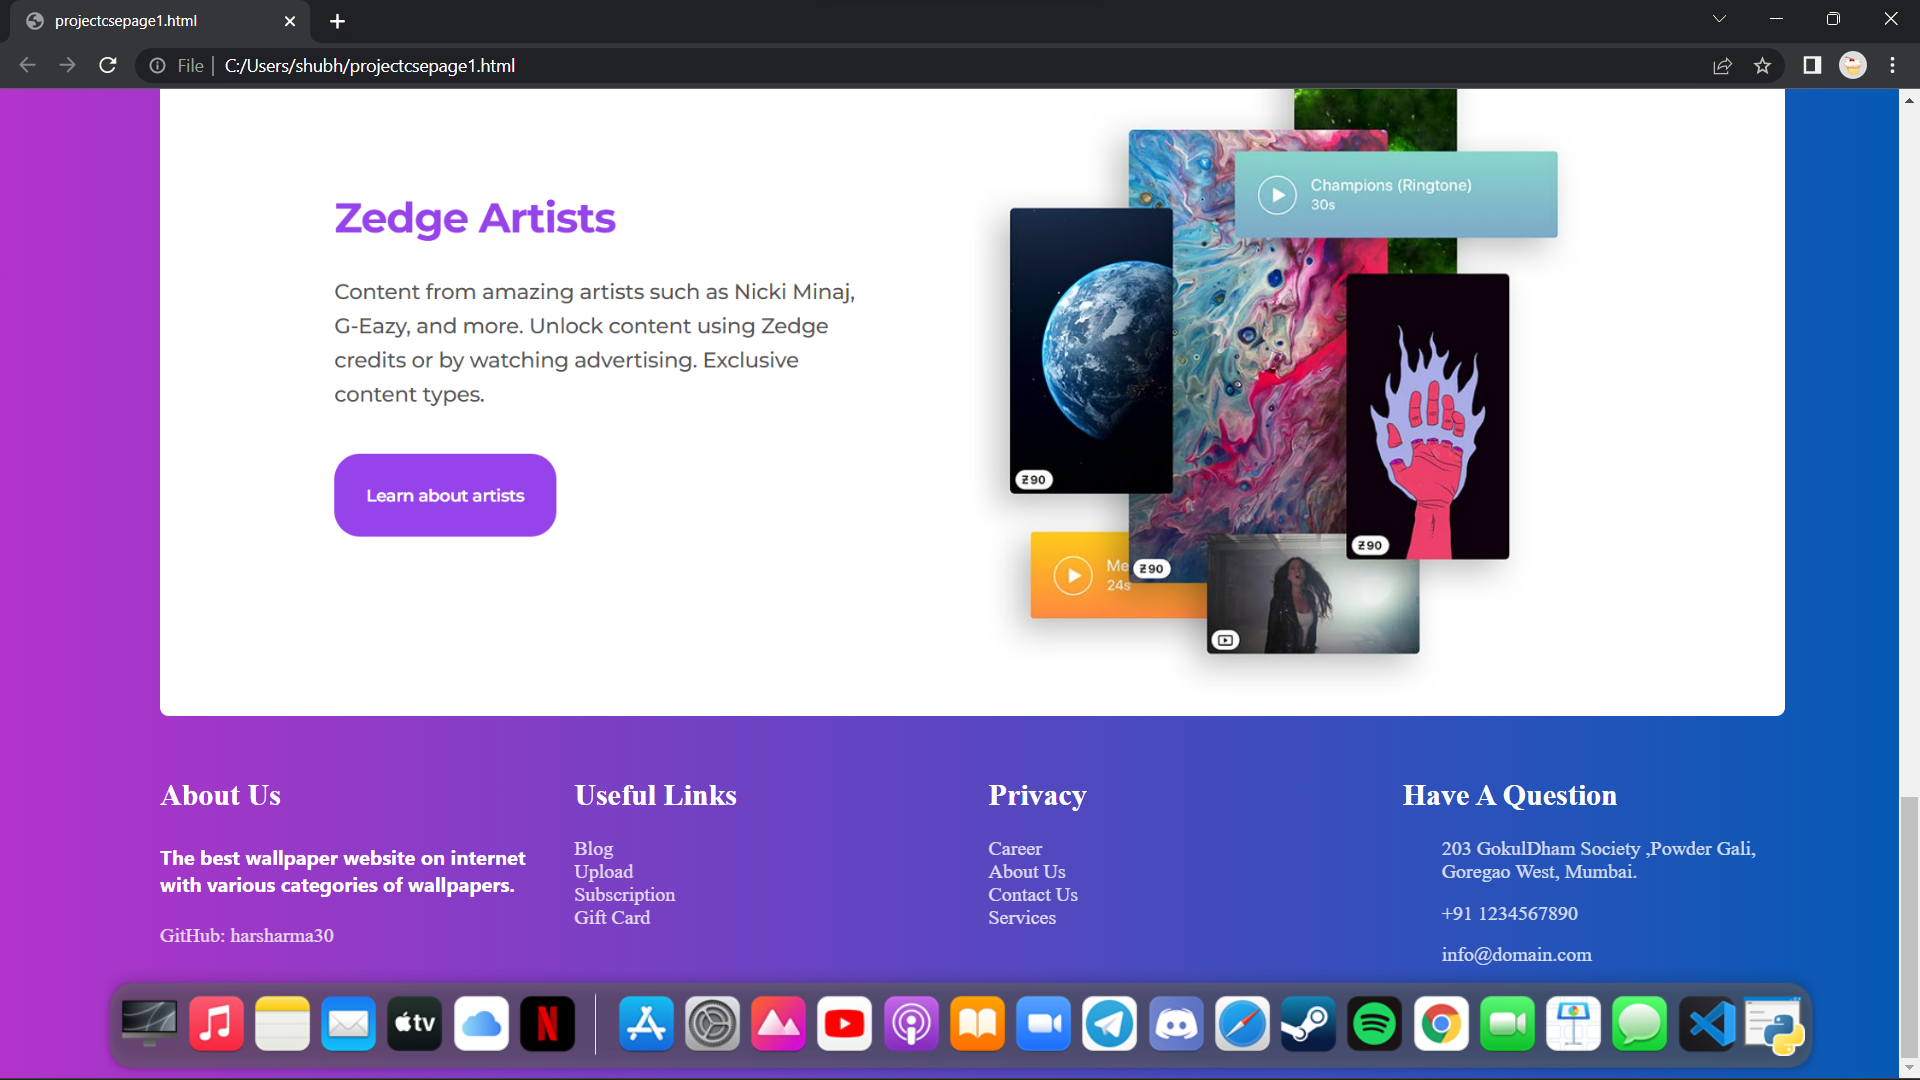 projectcsepage1.html
File | C:/Users/shubh/projectcsepage1.html
Zedge Artists
Content from amazing artists such as Nicki Minaj,
G-Eazy, and more. Unlock content using Zedge
credits or by watching advertising. Exclusive
content types.
Learn about artists
Champions (Ringtone)
30s
Ƶ90
Ƶ90
Me
24s
Ƶ90
About Us
The best wallpaper website on internet
with various categories of wallpapers.
GitHub: harsharma30
Useful Links
Blog
Upload
Subscription
Gift Card
Privacy
Career
About Us
Contact Us
Services
Have A Question
203 GokulDham Society ,Powder Gali,
Goregao West, Mumbai.
+91 1234567890
info@domain.com
tv
N